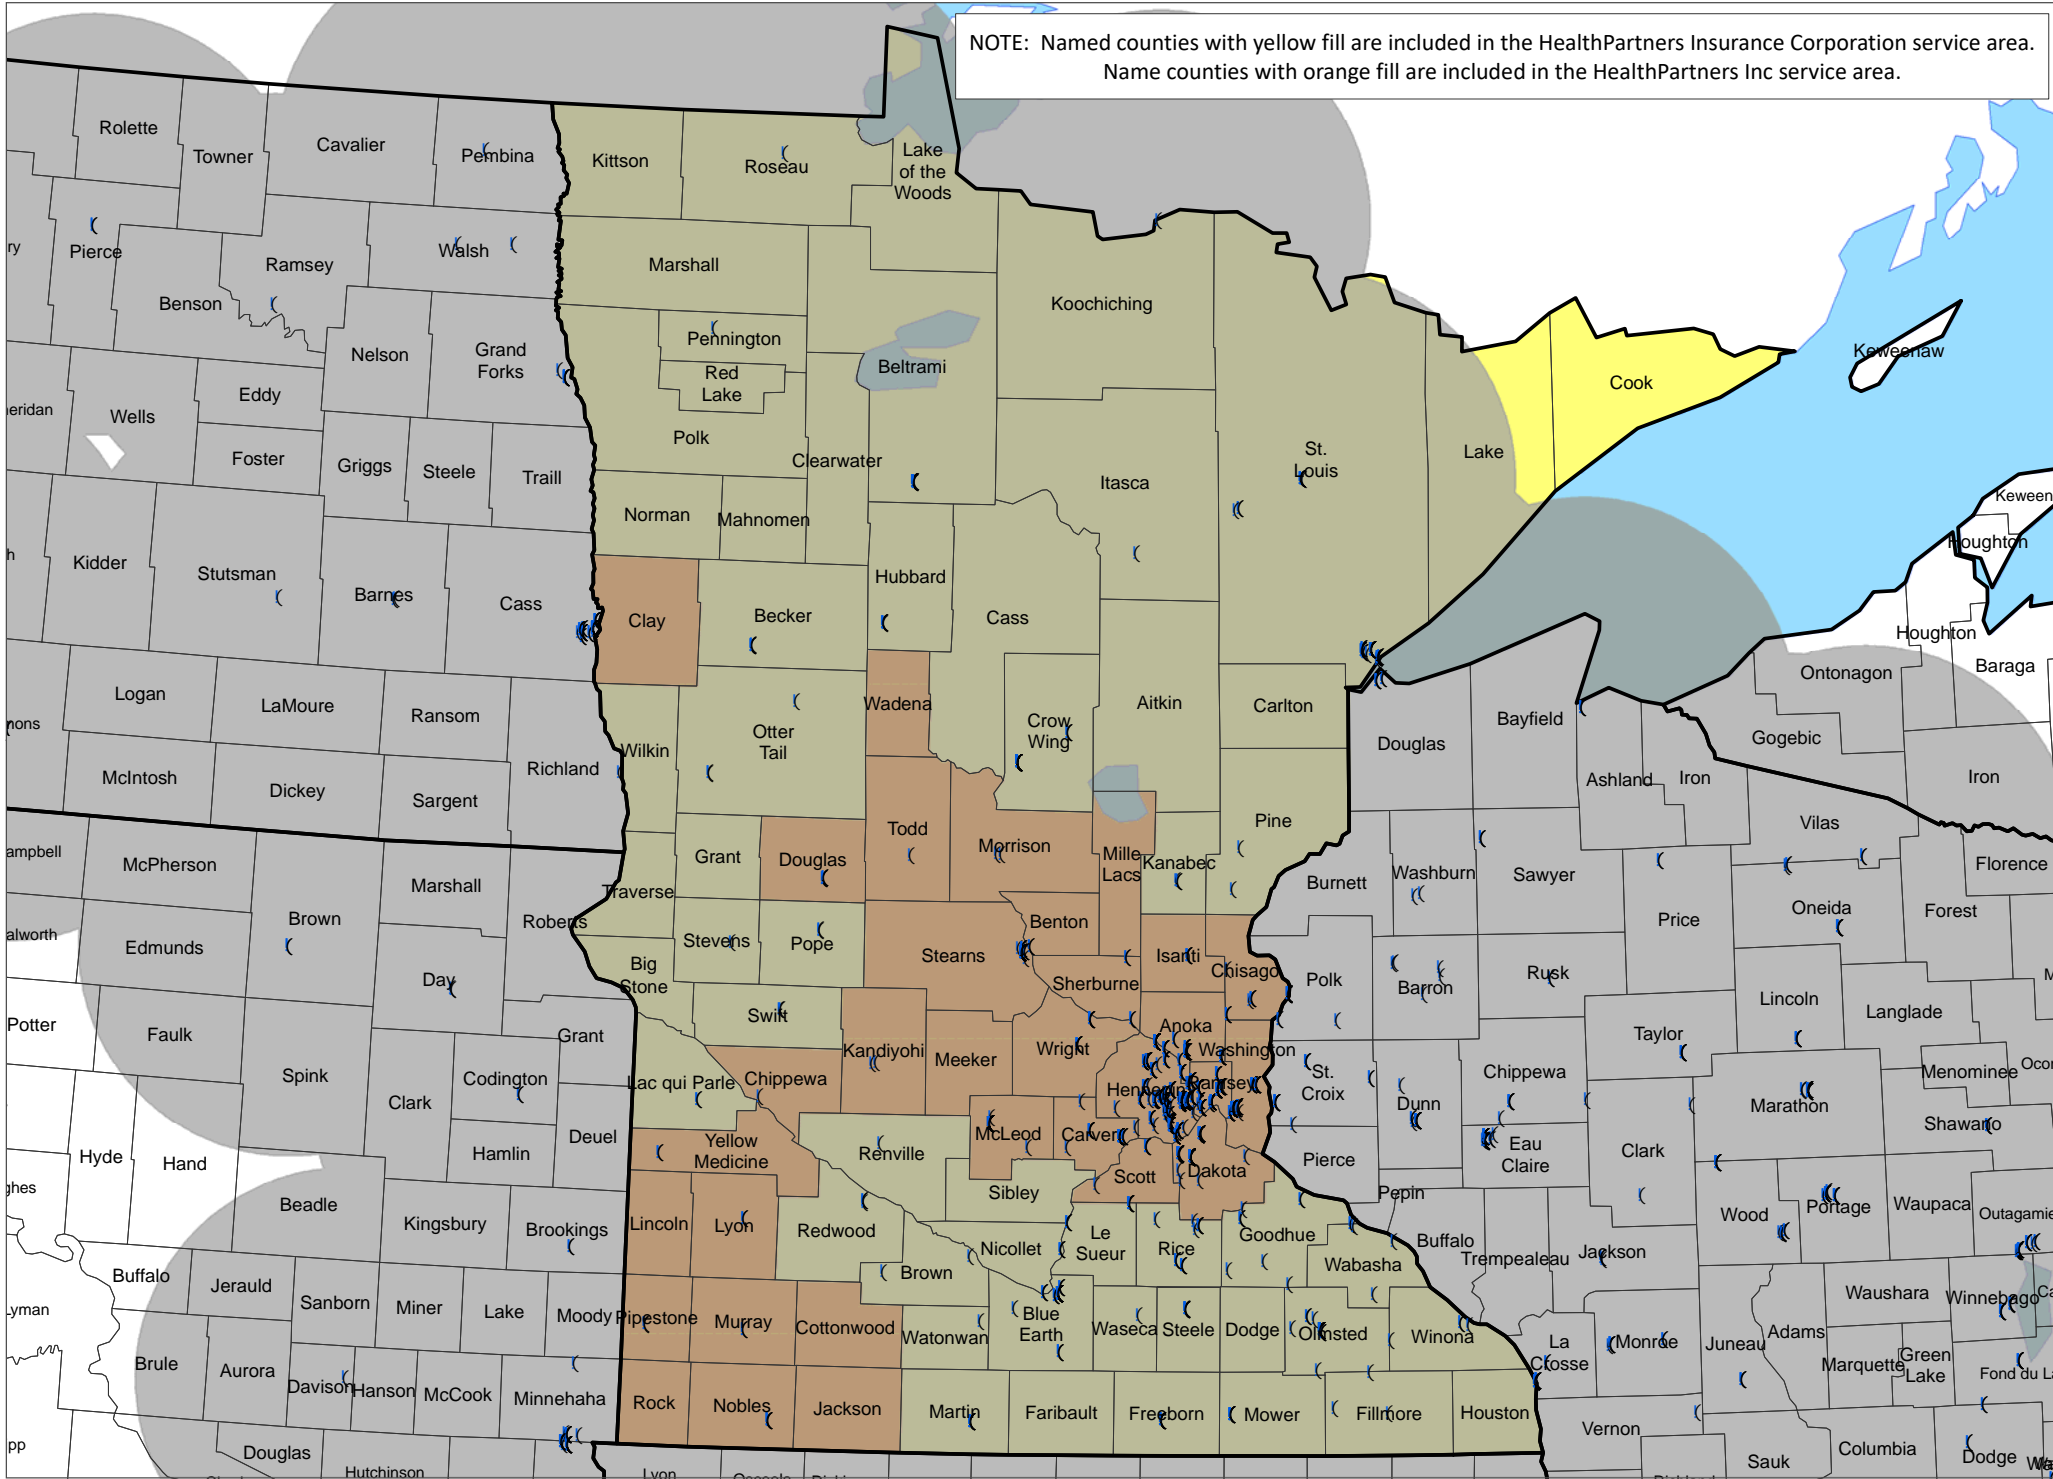 NOTE: Named counties with yellow fill are included in the HealthPartners Insurance Corporation service area.
Name counties with orange fill are included in the HealthPartners Inc service area.
Rolette
Towner
Cavalier
Pembina
Kittson
Roseau
Lake
of the
Woods
ry
Pierce
Benson
Ramsey
Walsh
Marshall
Koochiching
Nelson
Grand
Forks
Pennington
Red
Lake
Beltrami
Keweenaw
Cook
eridan
Wells
Eddy
Foster
Griggs
Steele
Traill
Polk
Clearwater
Itasca
St.
Louis
Lake
Norman
Mahnomen
Keween
Houghton
h
Kidder
Stutsman
Barnes
Cass
Clay
Becker
Hubbard
Cass
Houghton
Baraga
Ontonagon
Logan
LaMoure
Ransom
Wadena
Aitkin
Carlton
mons
McIntosh
Dickey
Sargent
Richland
Wilkin
Otter
Tail
Crow
Wing
Douglas
Bayfield
Ashland
Iron
Gogebic
Iron
ampbell
McPherson
Marshall
Roberts
Grant
Douglas
Todd
Morrison
Mille
Lacs
Kanabec
Pine
Burnett
Washburn
Sawyer
Vilas
Florence
Traverse
Brown
alworth
Edmunds
Day
Stevens
Pope
Big
Stone
Stearns
Benton
Isanti
Chisago
Sherburne
Polk
Barron
Rusk
Price
Oneida
Forest
Potter
Faulk
Grant
Swift
Kandiyohi
Meeker
Wright
Anoka
Washington
Taylor
Lincoln
Langlade
M
Spink
Clark
Codington
Lac qui Parle
Chippewa
Hennepin
Ramsey
St.
Croix
Dunn
Chippewa
Marathon
Menominee
Oco
Shawano
Hyde
Hand
Hamlin
Deuel
Yellow
Medicine
Renville
McLeod
Carver
Scott
Dakota
Pierce
Eau
Claire
Clark
ghes
Beadle
Kingsbury
Brookings
Lincoln
Lyon
Redwood
Sibley
Nicollet
Le
Sueur
Rice
Goodhue
Wabasha
Pepin
Buffalo
Trempealeau
Jackson
Wood
Portage
Waupaca
Outagamie
Buffalo
Jerauld
Sanborn
Miner
Lake
Moody
Pipestone
Murray
Cottonwood
Brown
Watonwan
Blue
Earth
Waseca
Steele
Dodge
Olmsted
Winona
La
Crosse
Monroe
Juneau
Adams
Waushara
Winnebago
Ca
Marquette
Green
Lake
Fond du La
Lyman
Brule
Aurora
Davison
Hanson
McCook
Minnehaha
Rock
Nobles
Jackson
Martin
Faribault
Freeborn
Mower
Fillmore
Houston
Vernon
pp
Douglas
Hutchinson
Lyon
Sauk
Columbia
Dodge